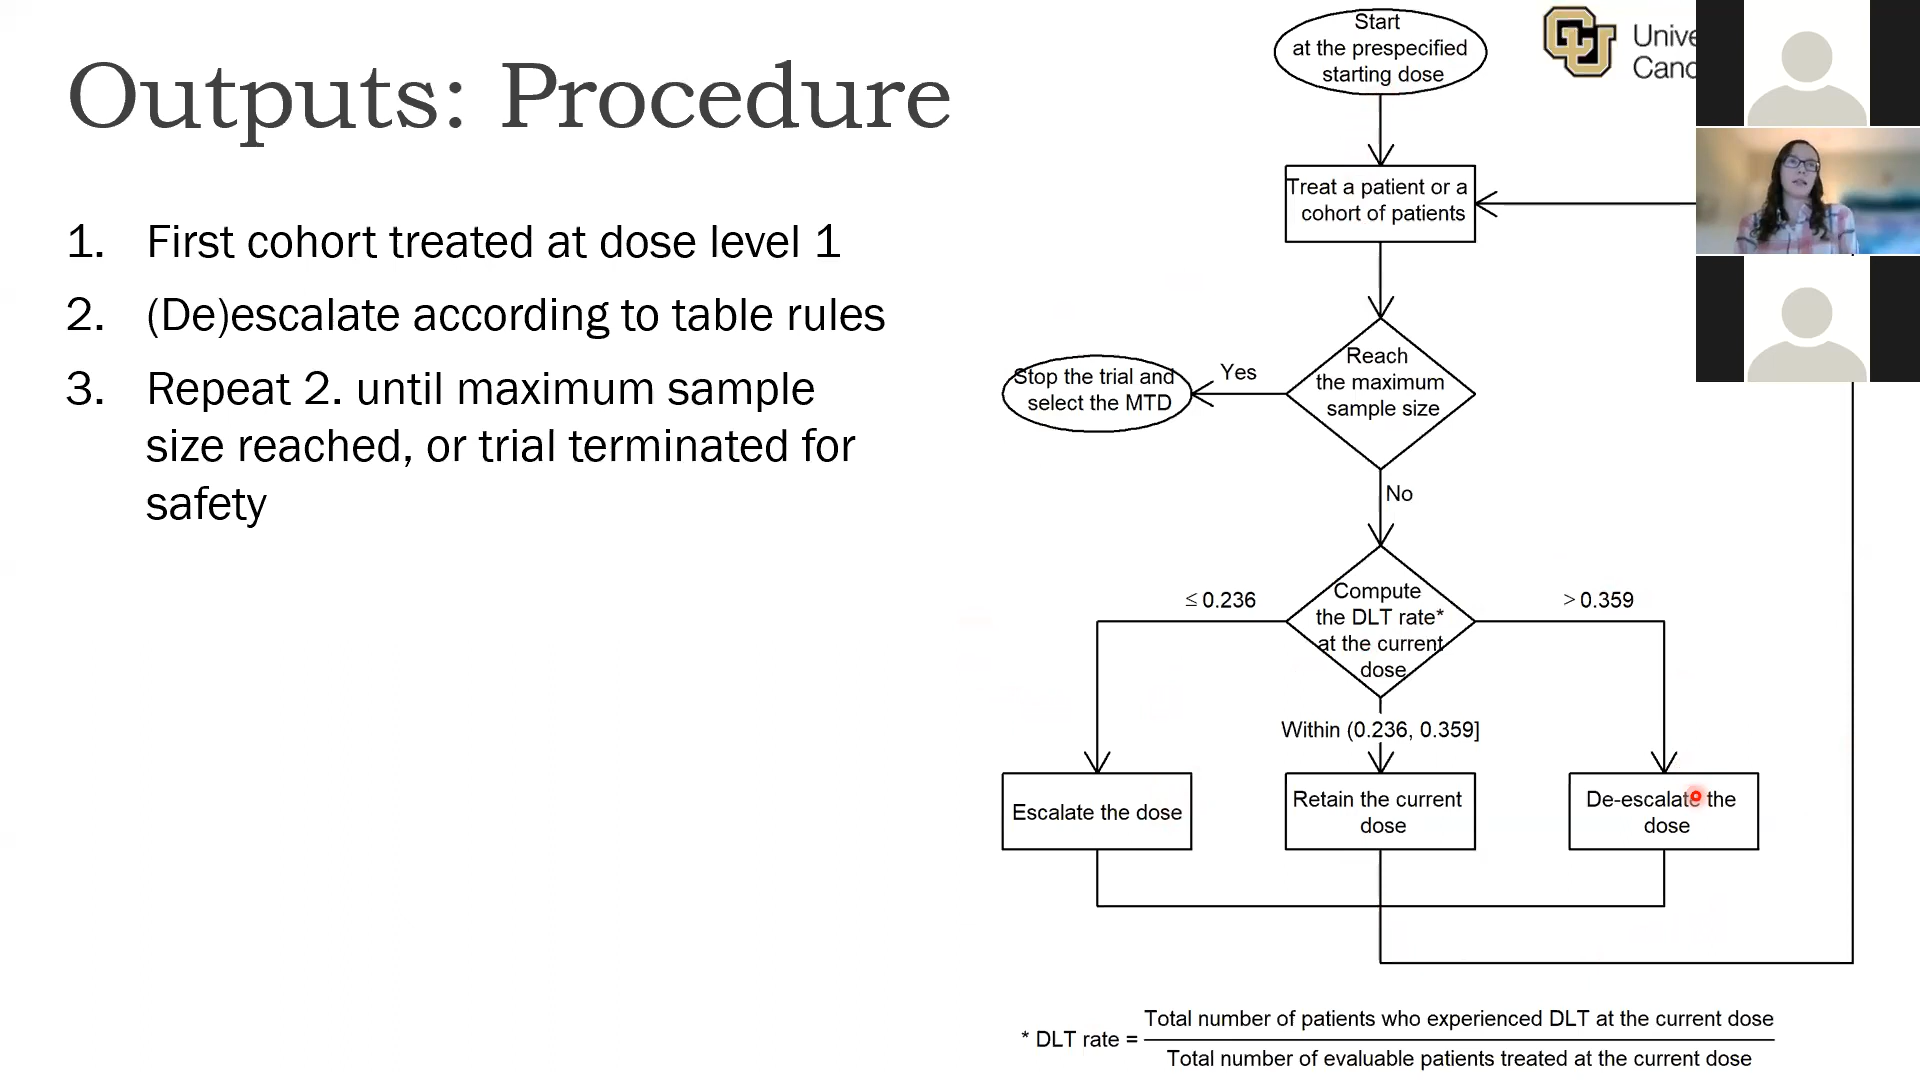 Outputs: Procedure
1. First cohort treated at dose level 1
2. (De)escalate according to table rules
3. Repeat 2. until maximum sample
size reached, or trial terminated for
safety
Start
at the prespecified
starting dose
Treat a patient or a
cohort of patients
Reach
the maximum
sample size
Yes
Stop the trial and
select the MTD
No
Compute
the DLT rate*
at the current
dose
≤ 0.236
> 0.359
Within (0.236, 0.359]
Escalate the dose
Retain the current
dose
De-escalate the
dose
* DLT rate =
Total number of patients who experienced DLT at the current dose
Total number of evaluable patients treated at the current dose
CU